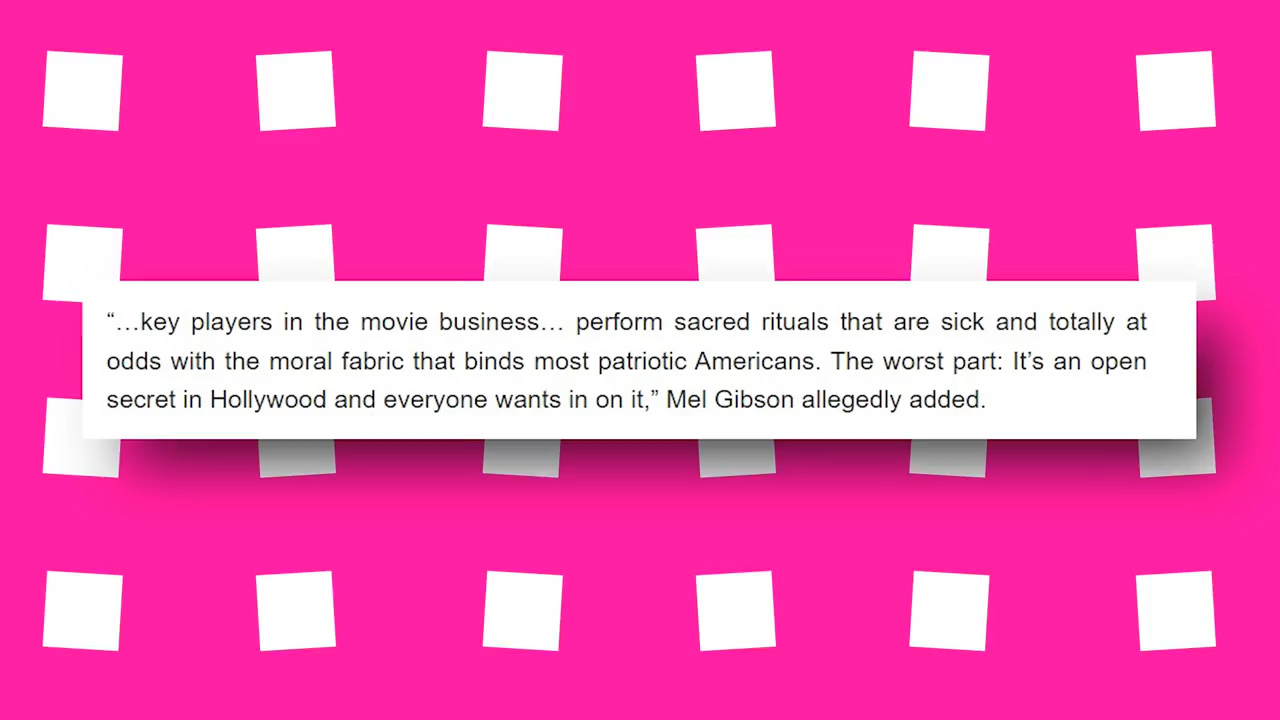 “…key players in the movie business… perform sacred rituals that are sick and totally at
odds with the moral fabric that binds most patriotic Americans. The worst part: It’s an open
secret in Hollywood and everyone wants in on it,” Mel Gibson allegedly added.